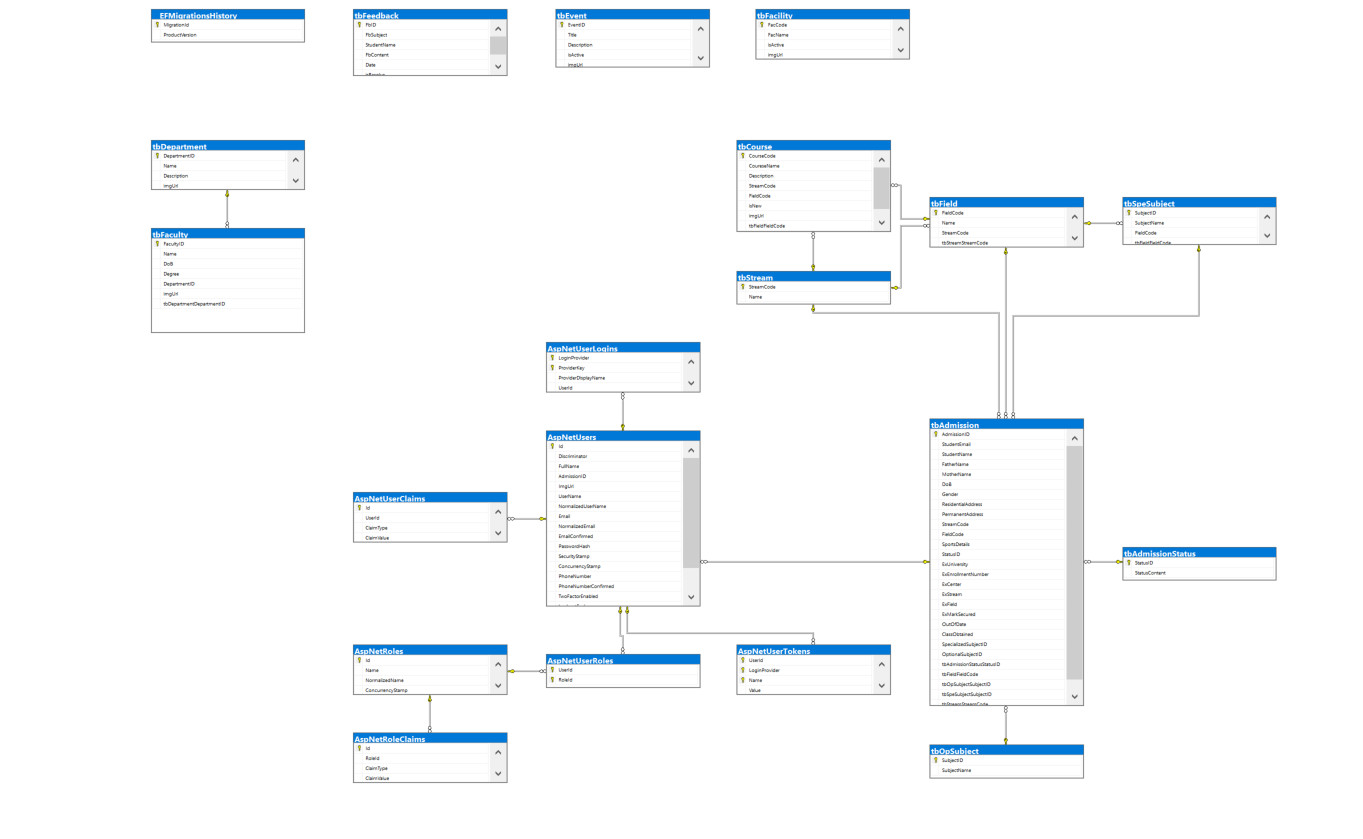 EFMigrationsHistory
MigrationId
ProductVersion
tbFeedback
FbID
FbSubject
StudentName
FbContent
Date
tbEvent
EventID
Title
Description
isActive
imgUrl
tbFacility
FacCode
FacName
isActive
imgUrl
tbDepartment
DepartmentID
Name
Description
imgUrl
tbFaculty
FacultyID
Name
DoB
Degree
DepartmentID
imgUrl
tbDepartmentDepartmentID
tbCourse
CourseCode
CourseName
Description
StreamCode
FieldCode
isNew
imgUrl
tbFieldFieldCode
tbStream
StreamCode
Name
tbField
FieldCode
Name
StreamCode
tbStreamStreamCode
tbSpeSubject
SubjectID
SubjectName
FieldCode
tbFieldFieldCode
AspNetUserLogins
LoginProvider
ProviderKey
ProviderDisplayName
UserId
AspNetUsers
Id
Discriminator
FullName
AdmissionID
ImgUrl
UserName
NormalizedUserName
Email
NormalizedEmail
EmailConfirmed
PasswordHash
SecurityStamp
ConcurrencyStamp
PhoneNumber
PhoneNumberConfirmed
TwoFactorEnabled
AspNetUserClaims
Id
UserId
ClaimType
ClaimValue
AspNetRoles
Id
Name
NormalizedName
ConcurrencyStamp
AspNetUserRoles
UserId
RoleId
AspNetUserTokens
UserId
LoginProvider
Name
Value
AspNetRoleClaims
Id
RoleId
ClaimType
ClaimValue
tbAdmission
AdmissionID
StudentEmail
StudentName
FatherName
MotherName
DoB
Gender
ResidentialAddress
PermanentAddress
StreamCode
FieldCode
SportsDetails
StatusID
ExUniversity
ExEnrolmentNumber
ExCenter
ExStream
ExField
ExMarkSecured
OutOfDate
ClassObtained
SpecializedSubjectID
OptionalSubjectID
tbAdmissionStatusStatusID
tbFieldFieldCode
tbOpSubjectSubjectID
tbSpeSubjectSubjectID
tbStreamStreamCode
tbAdmissionStatus
StatusID
StatusContent
tbOpSubject
SubjectID
SubjectName